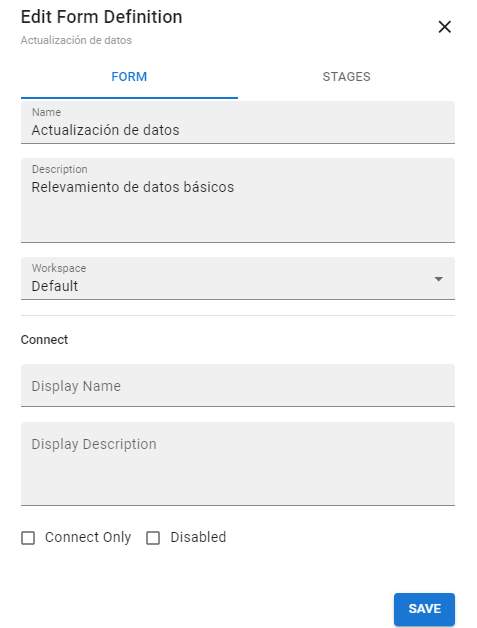 Edit Form Definition
Actualización de datos
FORM
STAGES
Name
Actualización de datos
Description
Relevamiento de datos básicos
Workspace
Default
Connect
Display Name
Display Description
Connect Only
Disabled
SAVE